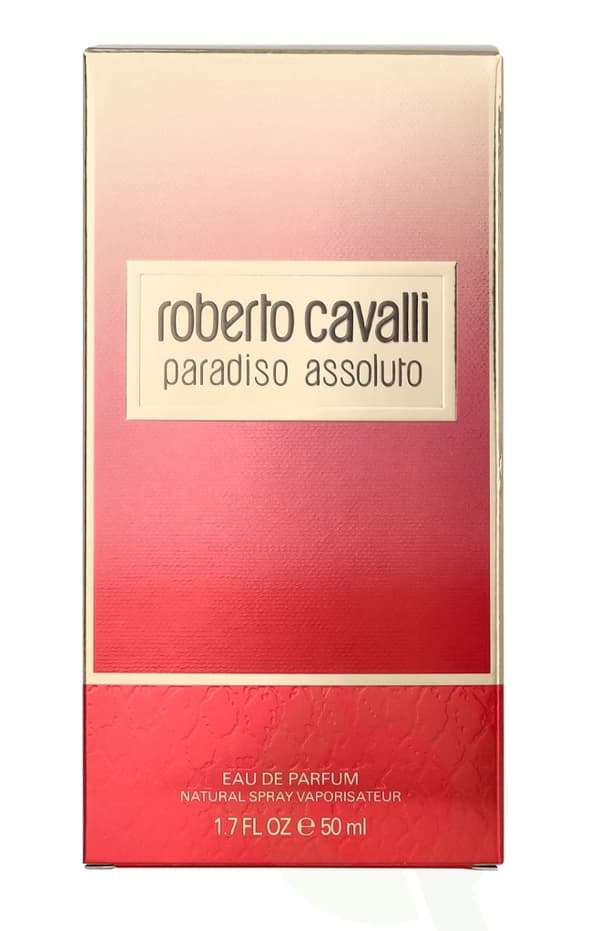 roberto cavalli
paradiso assoluto
EAU DE PARFUM
NATURAL SPRAY VAPORISATEUR
1.7 FL OZ ℮ 50 ml